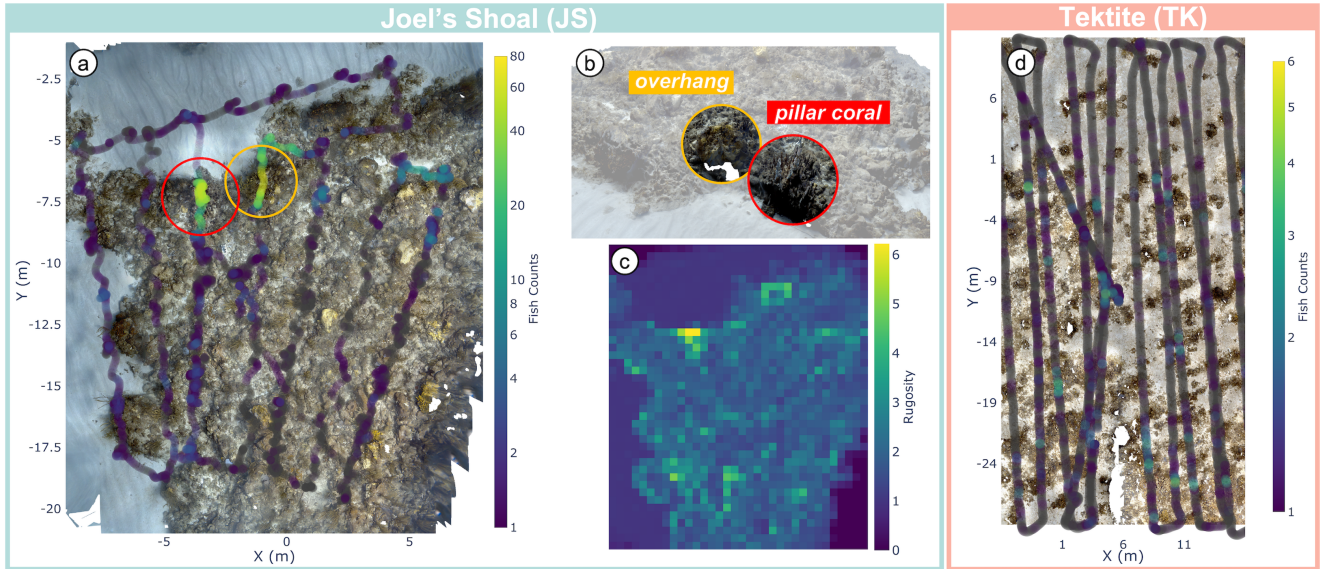 Joel's Shoal (JS)
Tektite (TK)
a
-2.5
-5
-7.5
-10
-12.5
-15
-17.5
-20
Y (m)
-5
0
5
X (m)
80
60
40
20
10
8
6
4
2
1
Fish Counts
b
overhang
pillar coral
c
6
5
4
3
2
1
0
Rugosity
d
6
1
-4
-9
-14
-19
-24
Y (m)
1
6
11
X (m)
6
5
4
3
2
1
Fish Counts